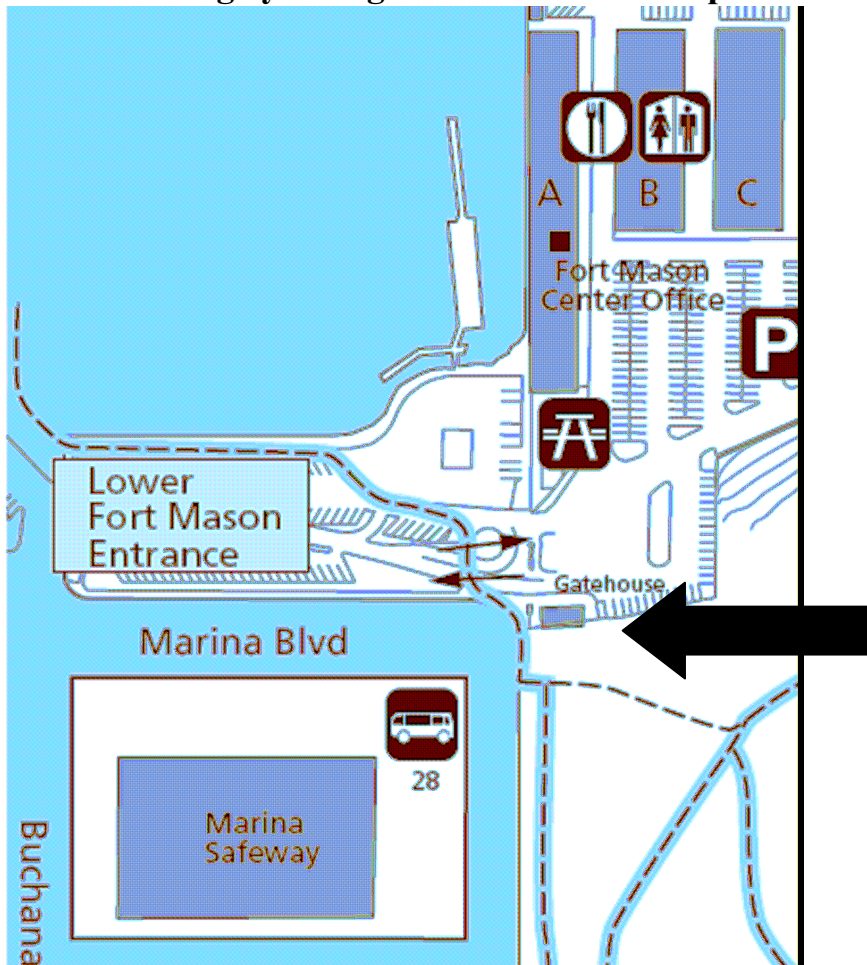 A B C
Fort Mason
Center Office
P
Lower
Fort Mason
Entrance
Gatehouse
Marina Blvd
28
Marina
Safeway
Buchana